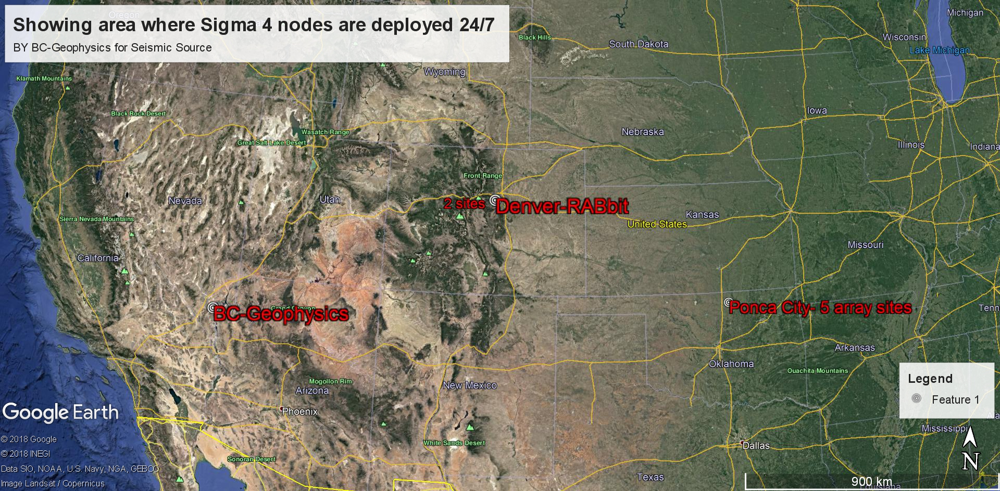 Showing area where Sigma 4 nodes are deployed 24/7
BY BC-Geophysics for Seismic Source
Oregon
Michigan
Wisconsin
Lake Michigan
Black Hills
South Dakota
Wyoming
Klamath Mountains
Black Rock Desert
Iowa
Wasatch Range
Great Salt Lake Desert
Nebraska
Illinois
Indiana
Front Range
Nevada
Utah
2 sites
Denver-RABbit
Kansas
United States
Sierra Nevada Mountains
Missouri
California
Grand Canyon
BC-Geophysics
Ponca City- 5 array sites
Tenn
Arkansas
Oklahoma
Ouachita Mountains
Mogollon Rim
Arizona
New Mexico
Legend
Feature 1
Phoenix
Google Earth
Ala
Mississippi
White Sands Desert
Dallas
Sonoran Desert
© 2018 Google
© 2018 INEGI
Data SIO, NOAA, U.S. Navy, NGA, GEBCO
Image Landsat / Copernicus
N
Texas
900 km
Louisiana